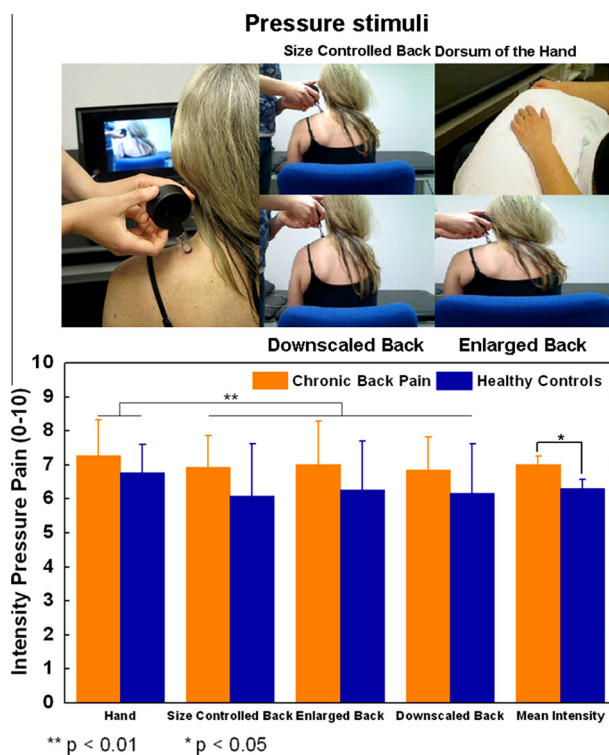 Pressure stimuli
Size Controlled Back Dorsum of the Hand
Downscaled Back Enlarged Back
Intensity Pressure Pain (0-10)
10
9
8
7
6
5
4
3
2
1
0
Chronic Back Pain Healthy Controls
**
*
Hand Size Controlled Back Enlarged Back Downscaled Back Mean Intensity
** p < 0.01 * p < 0.05